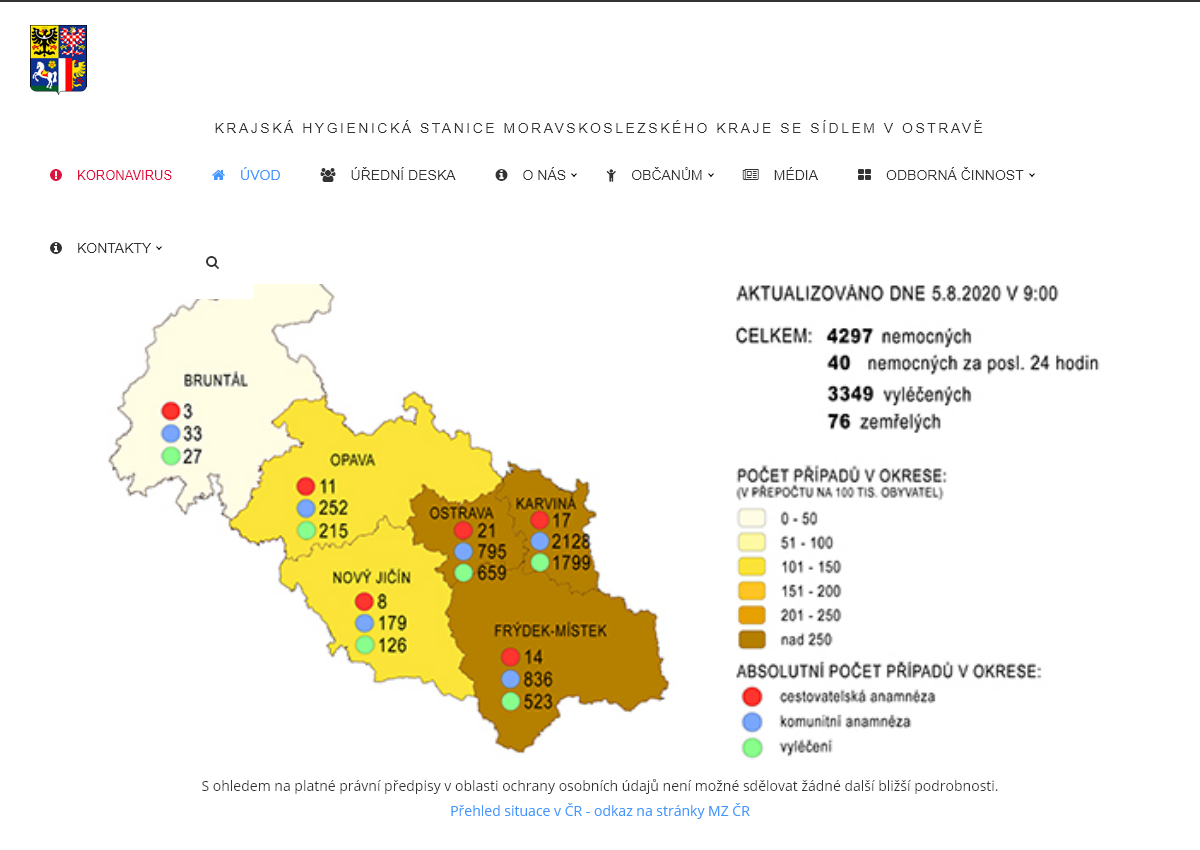 KRAJSKÁ HYGIENICKÁ STANICE MORAVSKOSLEZSKÉHO KRAJE SE SÍDLEM V OSTRAVĚ
KORONAVIRUS ÚVOD ÚŘEDNÍ DESKA O NÁS OBČANŮM MÉDIA ODBORNÁ ČINNOST
KONTAKTY
AKTUALIZOVÁNO DNE 5.8.2020 V 9:00
CELKEM: 4297 nemocných
40 nemocných za posl. 24 hodin
3349 vyléčených
76 zemřelých
BRUNTÁL
3
33
27
OPAVA
11
252
215
OSTRAVA
21
795
659
KARVINÁ
17
2128
1799
NOVÝ JIČÍN
8
179
126
FRÝDEK-MÍSTEK
14
836
523
POČET PŘÍPADŮ V OKRESE:
(V PŘEPOČTU NA 100 TIS. OBYVATEL)
0 - 50
51 - 100
101 - 150
151 - 200
201 - 250
nad 250
ABSOLUTNÍ POČET PŘÍPADŮ V OKRESE:
cestovatelská anamnéza
komunitní anamnéza
vyléčení
S ohledem na platné právní předpisy v oblasti ochrany osobních údajů není možné sdělovat žádné další bližší podrobnosti.
Přehled situace v ČR - odkaz na stránky MZ ČR